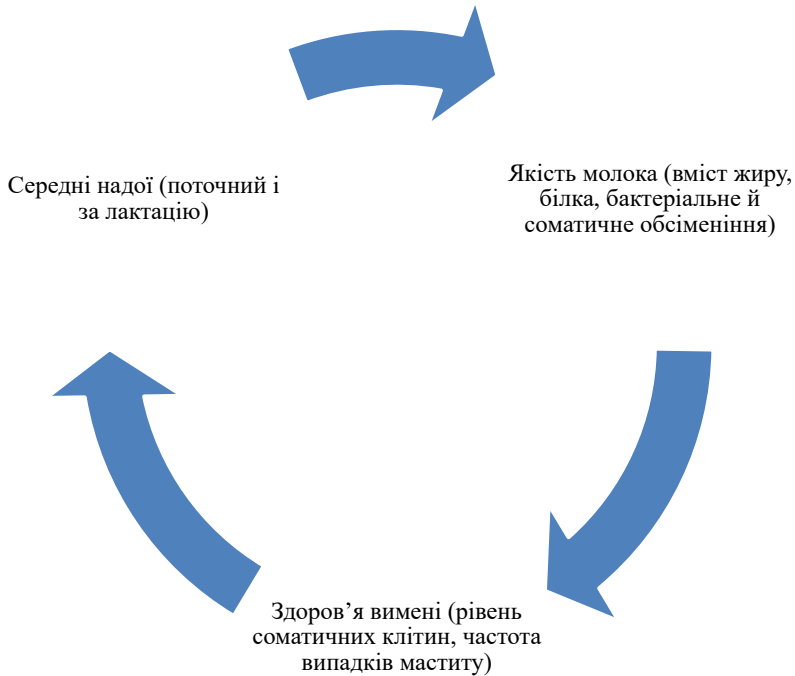 Середні надої (поточний і
за лактацію)
Якість молока (вміст жиру,
білка, бактеріальне й
соматичне обсіменіння)
Здоров’я вимені (рівень
соматичних клітин, частота
випадків маститу)